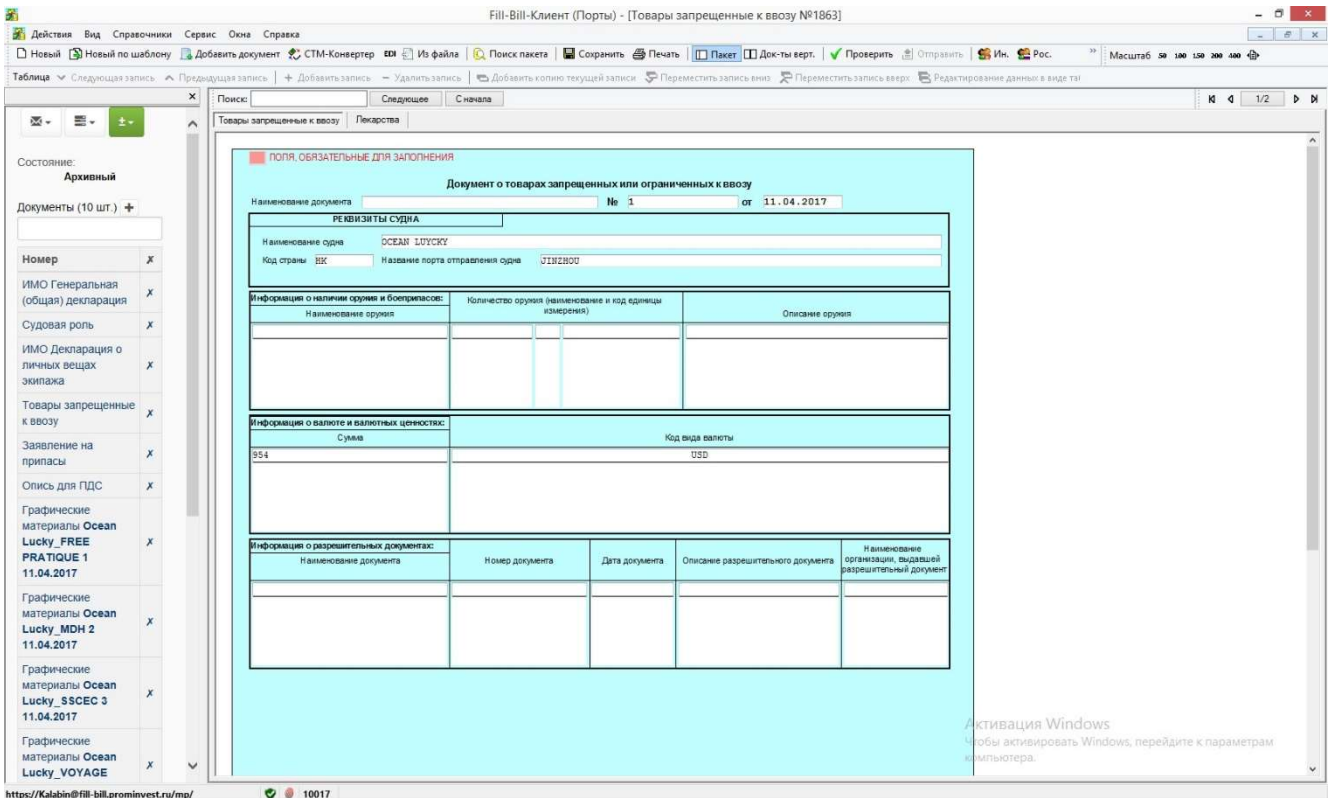 Fill-Bill-Клиент (Порты) - [Товары запрещенные к ввозу №1863]
Действия Вид Справочники Сервис Окна Справка
Новый Новый по шаблону Добавить документ СТМ-Конвертер EDI Из файла Поиск пакета Сохранить Печать Пакет Док-ты верт. Проверить Отправить Ин. Рос. » Масштаб 50 100 150 200 400
Таблица Следующая запись Предыдущая запись + Добавить запись − Удалить запись Добавить копию текущей записи Переместить запись вниз Переместить запись вверх Редактирование данных в виде таб
Поиск: Следующее С начала 1/2
Товары запрещенные к ввозу Лекарства
Состояние:
Архивный
Документы (10 шт.) +
Номер x
ИМО Генеральная
(общая) декларация x
Судовая роль x
ИМО Декларация о
личных вещах x
экипажа
Товары запрещенные
к ввозу x
Заявление на
припасы x
Опись для ПДС x
Графические
материалы Ocean
Lucky_FREE x
PRATIQUE 1
11.04.2017
Графические
материалы Ocean
Lucky_MDH 2 x
11.04.2017
Графические
материалы Ocean
Lucky_SSCEC 3 x
11.04.2017
Графические
материалы Ocean
Lucky_VOYAGE x
ПОЛЯ, ОБЯЗАТЕЛЬНЫЕ ДЛЯ ЗАПОЛНЕНИЯ
Документ о товарах запрещенных или ограниченных к ввозу
Наименование документа № 1 от 11.04.2017
РЕКВИЗИТЫ СУДНА
Наименование судна OCEAN LUYCKY
Код страны HK Название порта отправления судна JINZHOU
Информация о наличии оружия и боеприпасов:
Наименование оружия
Количество оружия (наименование и код единицы
измерения)
Описание оружия
Информация о валюте и валютных ценностях:
Сумма Код вида валюты
954 USD
Информация о разрешительных документах:
Наименование документа Номер документа Дата документа Описание разрешительного документа
Наименование
организации, выдавшей
разрешительный документ
Активация Windows
Чтобы активировать Windows, перейдите к параметрам
компьютера.
https://Kalabin@fill-bill.prominvest.ru/mp/ 10017